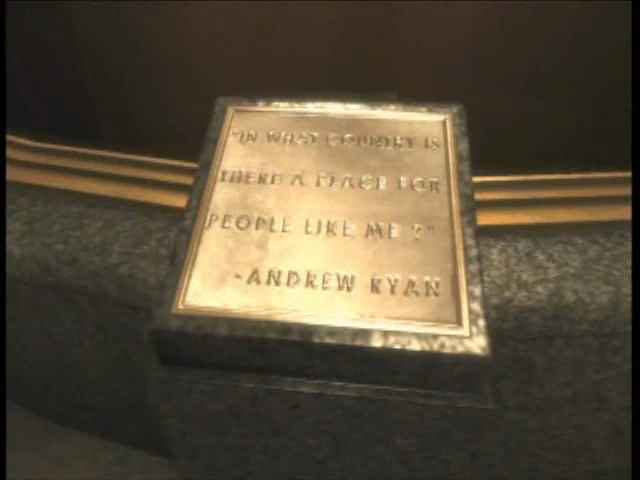 "IN WHAT COUNTRY IS
THERE A PLACE FOR
PEOPLE LIKE ME ?"
-ANDREW RYAN